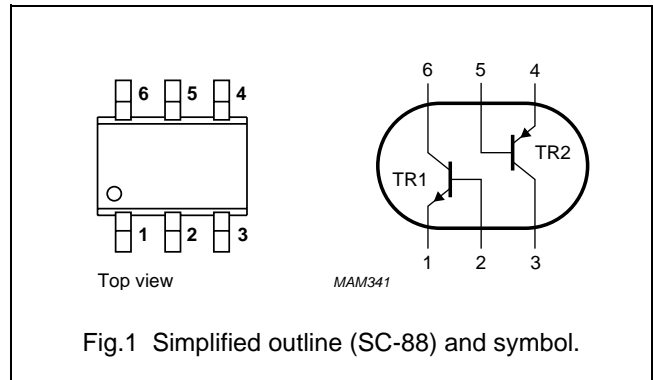 6 5 4
1 2 3
Top view
6 5 4
TR1 TR2
1 2 3
MAM341
Fig.1 Simplified outline (SC-88) and symbol.